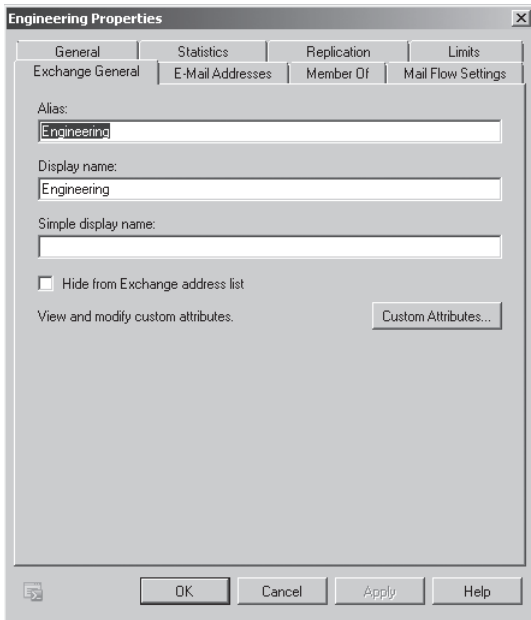 Engineering Properties
General Statistics Replication Limits
Exchange General E-Mail Addresses Member Of Mail Flow Settings
Alias:
Engineering
Display name:
Engineering
Simple display name:
Hide from Exchange address list
View and modify custom attributes. Custom Attributes...
OK Cancel Apply Help